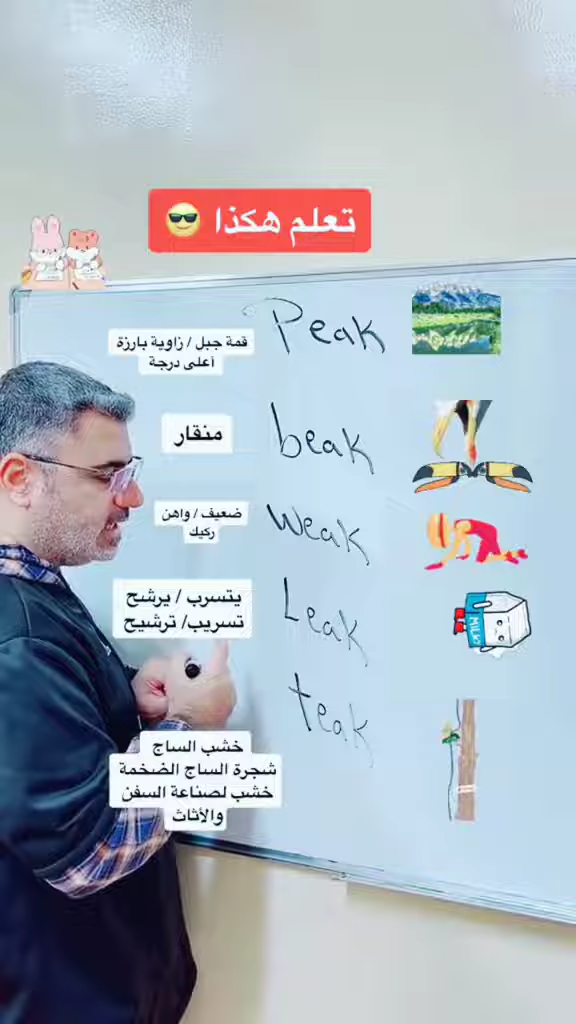 تعلم هكذا 😎
Peak
قمة جبل / زاوية بارزة
أعلى درجة
beak
منقار
weak
ضعيف / واهن
ركيك
Leak
يتسرب / يرشح
تسريب/ ترشيح
MILK
teak
خشب الساج
شجرة الساج الضخمة
خشب لصناعة السفن
والأثاث